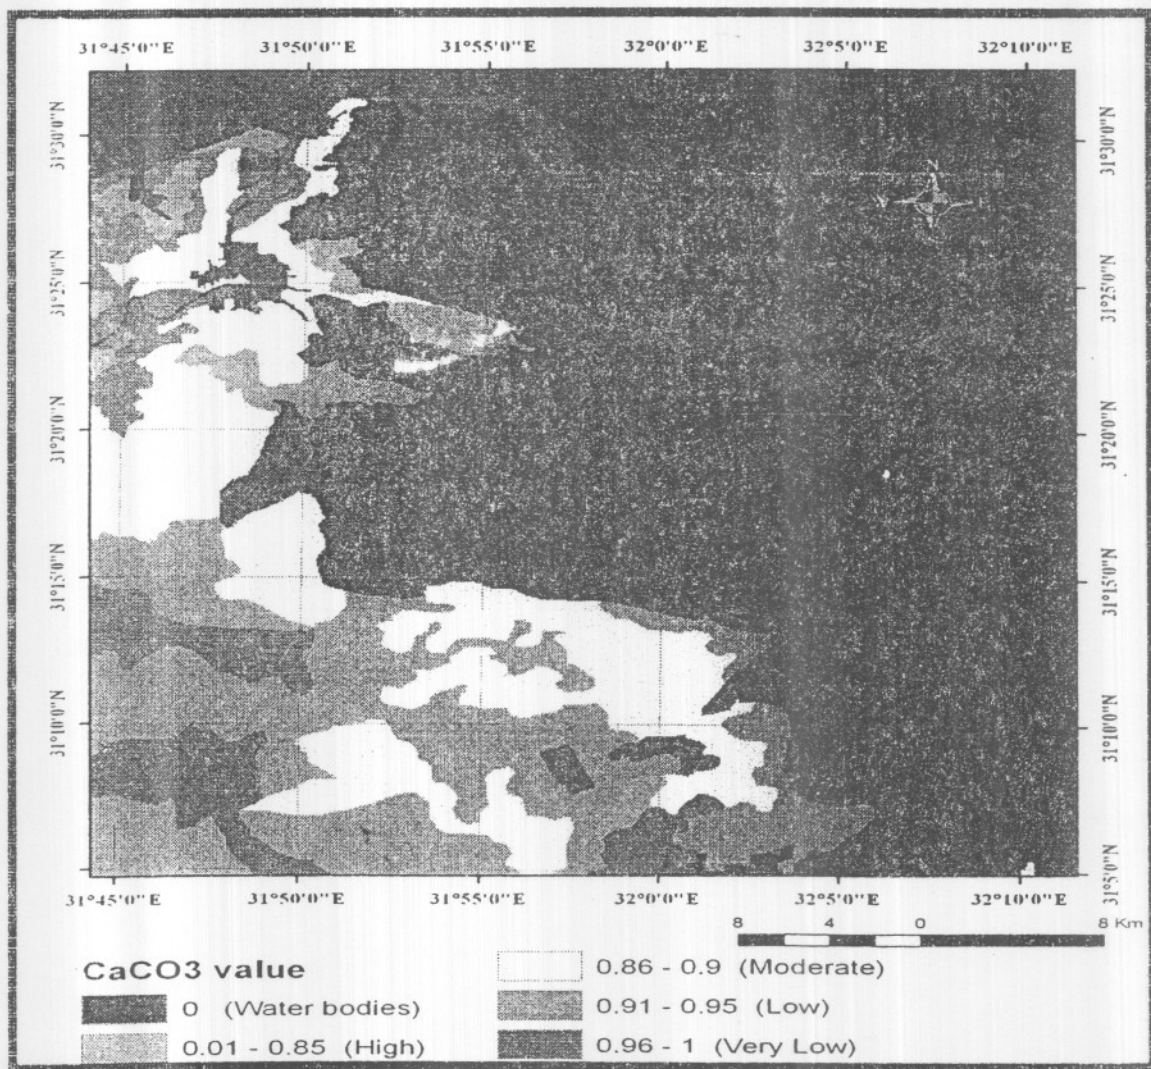 31°45'0"E 31°50'0"E 31°55'0"E 32°0'0"E 32°5'0"E 32°10'0"E
31°30'0"N 31°30'0"N
N
W E
31°25'0"N 31°25'0"N
31°20'0"N 31°20'0"N
31°15'0"N 31°15'0"N
31°10'0"N 31°10'0"N
31°5'0"N
31°45'0"E 31°50'0"E 31°55'0"E 32°0'0"E 32°5'0"E 32°10'0"E
8 4 0 8 Km
CaCO3 value
0 (Water bodies)
0.01 - 0.85 (High)
0.86 - 0.9 (Moderate)
0.91 - 0.95 (Low)
0.96 - 1 (Very Low)